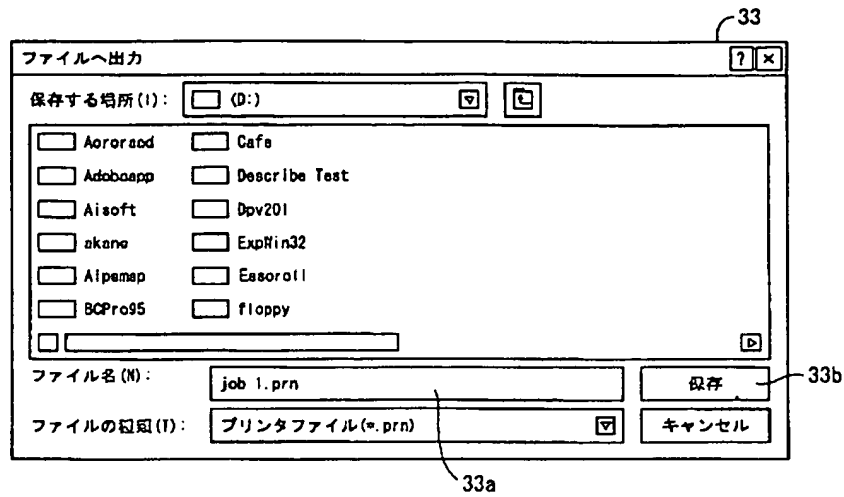 33
ファイルへ出力 ? ×
保存する場所(I): (D:)
Aororaod Cafe
Adobeapp Describe Test
Aisoft Dpv201
akane ExpWin32
Alpsmap Essoroll
BCPro95 floppy
ファイル名(N): job 1.prn 保存 33b
ファイルの種類(T): プリンタファイル(*.prn) キャンセル
33a